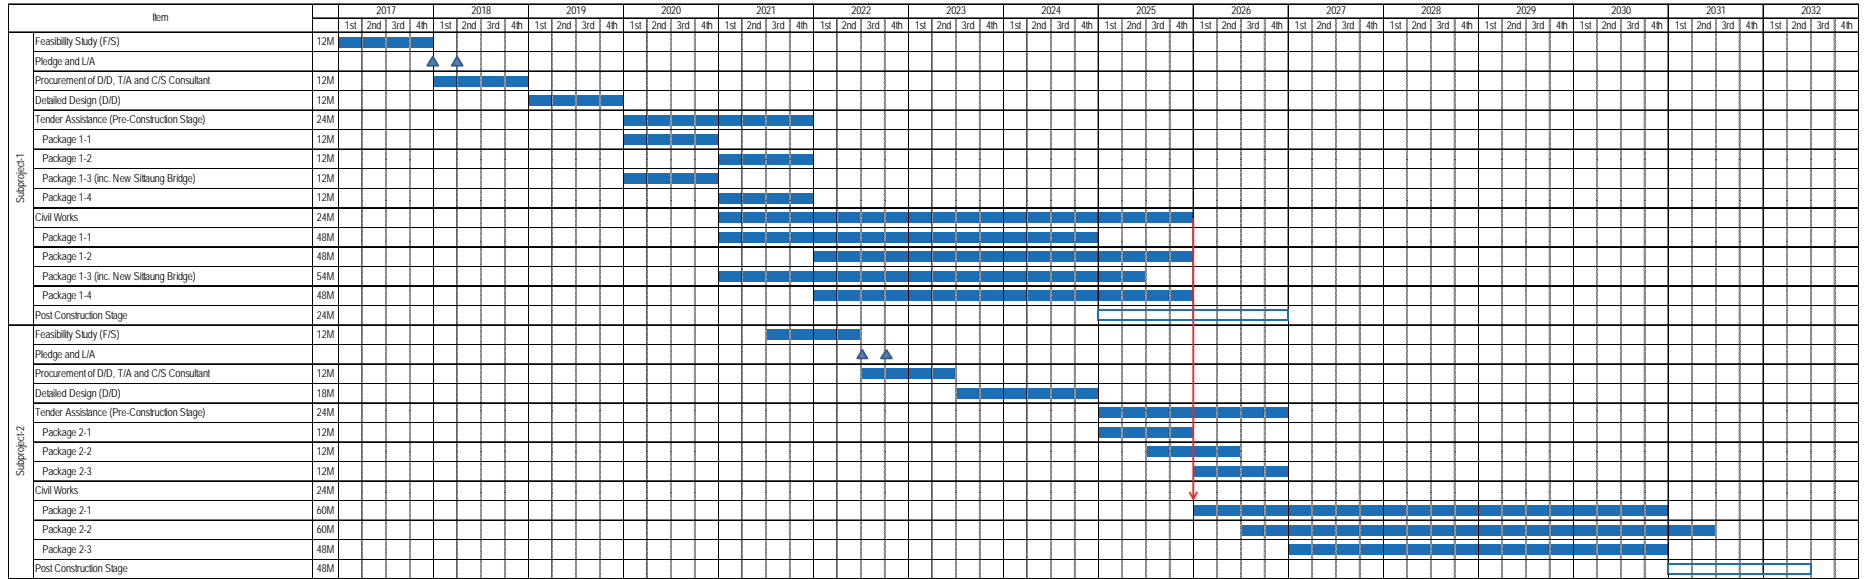 Item 2017 2018 2019 2020 2021 2022 2023 2024 2025 2026 2027 2028 2029 2030 2031 2032
1st 2nd 3rd 4th 1st 2nd 3rd 4th 1st 2nd 3rd 4th 1st 2nd 3rd 4th 1st 2nd 3rd 4th 1st 2nd 3rd 4th 1st 2nd 3rd 4th 1st 2nd 3rd 4th 1st 2nd 3rd 4th 1st 2nd 3rd 4th 1st 2nd 3rd 4th 1st 2nd 3rd 4th 1st 2nd 3rd 4th 1st 2nd 3rd 4th 1st 2nd 3rd 4th 1st 2nd 3rd 4th
Subproject-1
Feasibility Study (F/S) 12M
Pledge and L/A
Procurement of D/D, T/A and C/S Consultant 12M
Detailed Design (D/D) 12M
Tender Assistance (Pre-Construction Stage) 24M
Package 1-1 12M
Package 1-2 12M
Package 1-3 (inc. New Sittaung Bridge) 12M
Package 1-4 12M
Civil Works 24M
Package 1-1 48M
Package 1-2 48M
Package 1-3 (inc. New Sittaung Bridge) 54M
Package 1-4 48M
Post Construction Stage 24M
Subproject-2
Feasibility Study (F/S) 12M
Pledge and L/A
Procurement of D/D, T/A and C/S Consultant 12M
Detailed Design (D/D) 18M
Tender Assistance (Pre-Construction Stage) 24M
Package 2-1 12M
Package 2-2 12M
Package 2-3 12M
Civil Works 24M
Package 2-1 60M
Package 2-2 60M
Package 2-3 48M
Post Construction Stage 48M